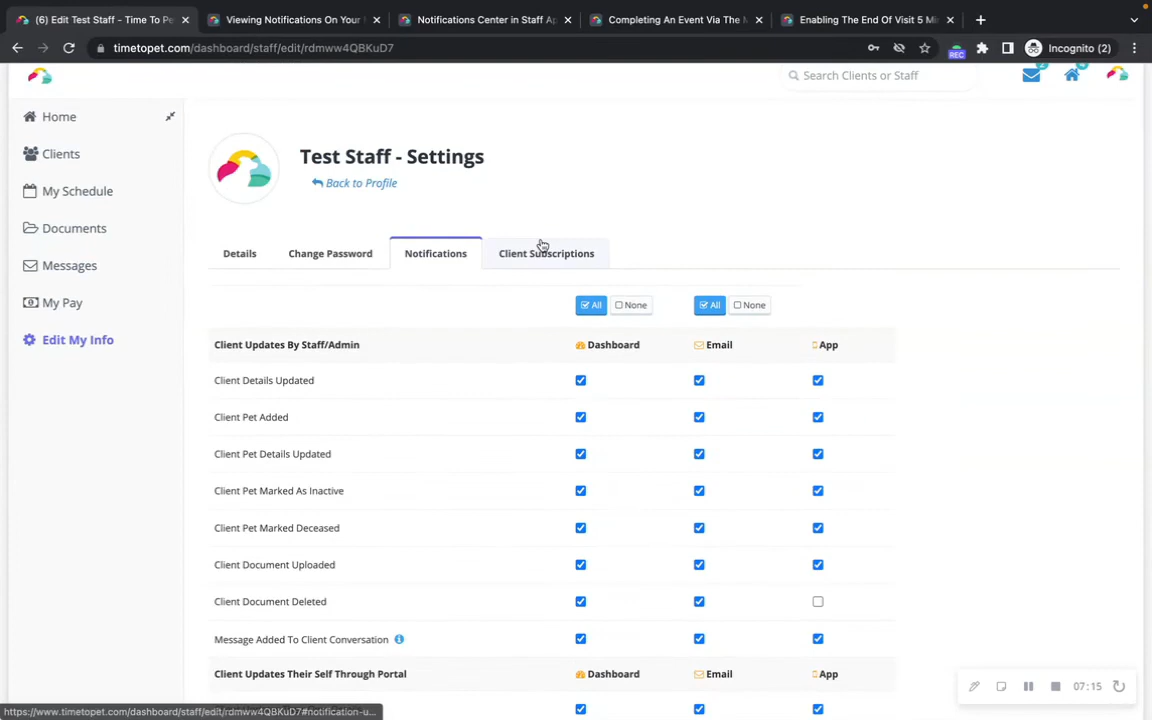 (6) Edit Test Staff - Time To Pe
Viewing Notifications On Your
Notifications Center in Staff Ap
Completing An Event Via The M
Enabling The End Of Visit 5 Mi
timetopet.com/dashboard/staff/edit/rdmww4QBKuD7
REC
Incognito (2)
Search Clients or Staff
Home
Clients
My Schedule
Documents
Messages
My Pay
Edit My Info
Test Staff - Settings
Back to Profile
Details
Change Password
Notifications
Client Subscriptions
All
None
All
None
Client Updates By Staff/Admin
Dashboard
Email
App
Client Details Updated
Client Pet Added
Client Pet Details Updated
Client Pet Marked As Inactive
Client Pet Marked Deceased
Client Document Uploaded
Client Document Deleted
Message Added To Client Conversation
Client Updates Their Self Through Portal
Dashboard
Email
App
07:15
https://www.timetopet.com/dashboard/staff/edit/rdmww4QBKuD7#notification-u...